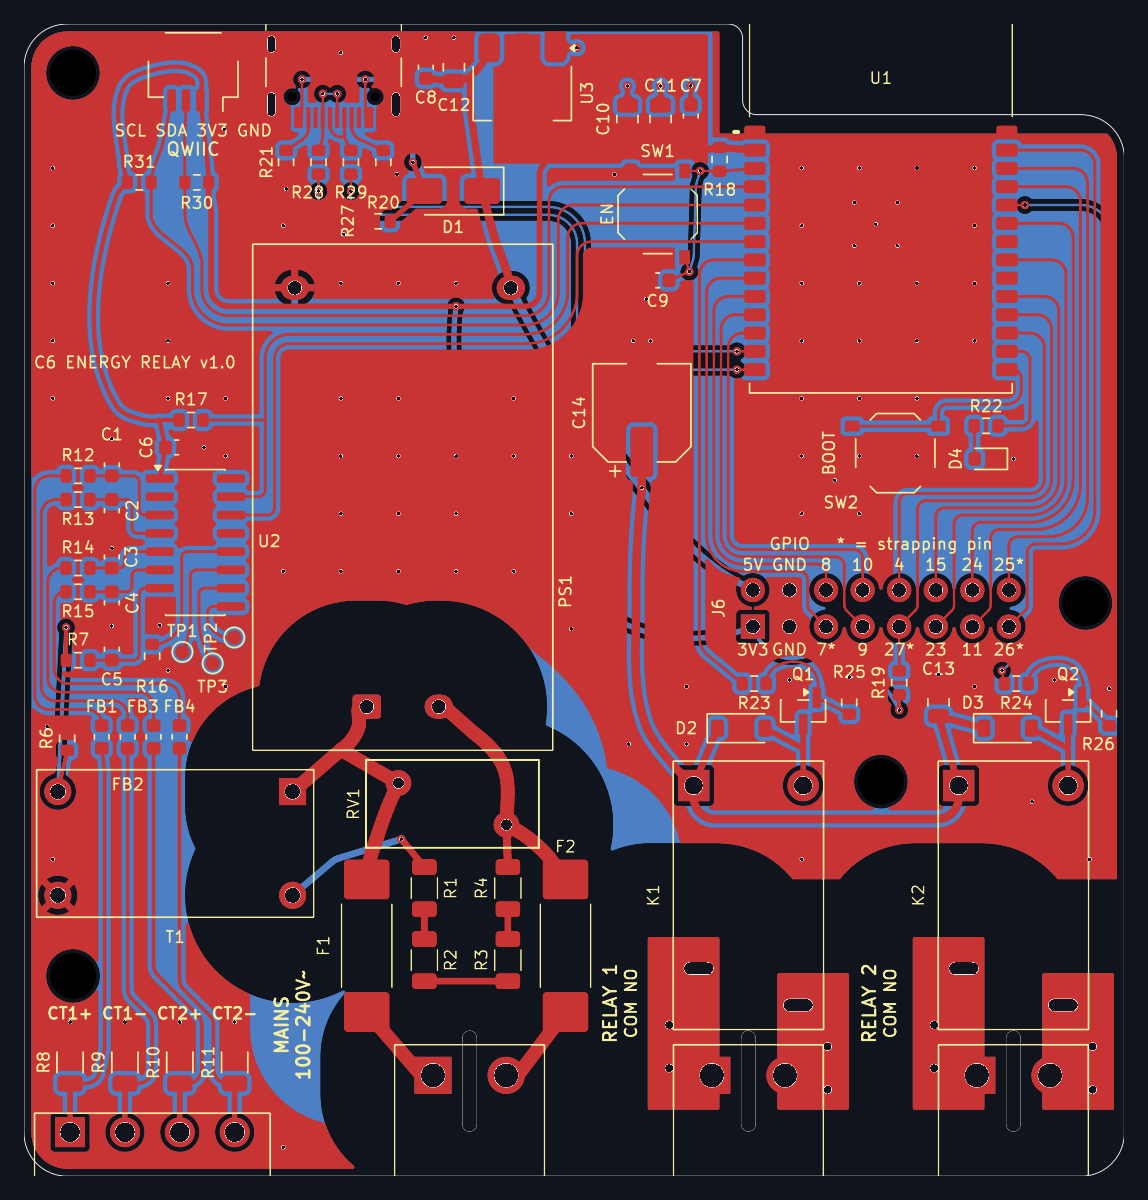 U1
U3
C8
C12
C10
C11
C7
SCL SDA 3V3 GND
QWIIC
R31
R30
R21
R28
R29
R20
R27
D1
SW1
R18
EN
C9
C6 ENERGY RELAY v1.0
R17
C14
+
R22
BOOT
D4
SW2
C1
C6
R12
R13
C2
U2
R14
C3
R15
C4
PS1
GPIO * = strapping pin
5V GND 8 10 4 15 24 25*
J6
3V3 GND 7* 9 27* 23 11 26*
R7
TP1
TP2
TP3
C5
R16
R25
R19
C13
Q1
Q2
R23
R24
D2
D3
R26
FB1 FB3 FB4
R6
FB2
RV1
F2
R1
R4
K1
K2
T1
F1
R2
R3
CT1+ CT1- CT2+ CT2-
MAINS
100-240V~
RELAY 1
COM NO
RELAY 2
COM NO
R8
R9
R10
R11